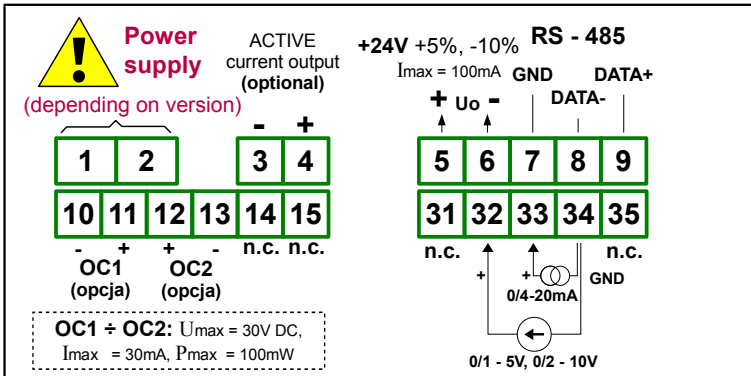 Power supply
(depending on version)
ACTIVE
current output
(optional)
- +
+24V +5%, -10%
Imax = 100mA
+ Uo -
RS - 485
GND
DATA-
DATA+
1 2 3 4 5 6 7 8 9
10 11 12 13 14 15 31 32 33 34 35
- + + - n.c. n.c.
OC1
(opcja)
OC2
(opcja)
n.c.
n.c.
+
+
GND
0/4-20mA
0/1 - 5V, 0/2 - 10V
OC1 ÷ OC2: Umax = 30V DC,
Imax = 30mA, Pmax = 100mW